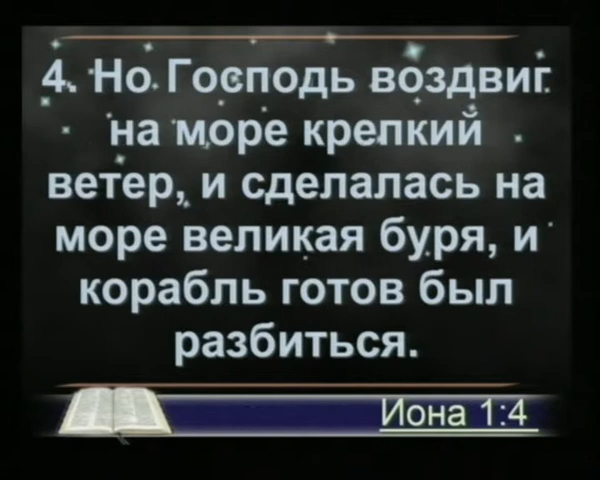 4. Но Господь воздвиг
на море крепкий
ветер, и сделалась на
море великая буря, и
корабль готов был
разбиться.
Иона 1:4